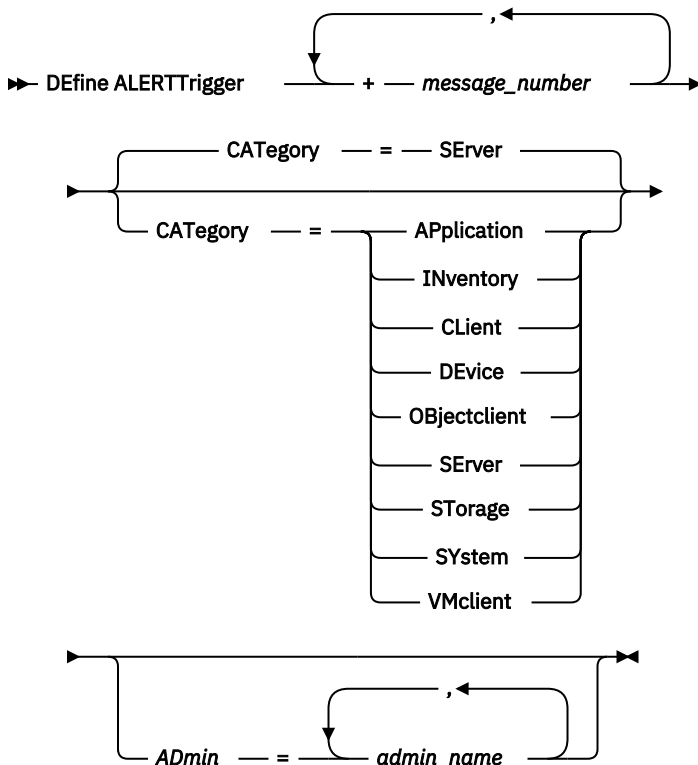 ,
DEfine ALERTTrigger + message_number
CATegory = SErver
CATegory = APplication
INventory
CLient
DEvice
OBjectclient
SErver
STorage
SYstem
VMclient
,
ADmin = admin_name